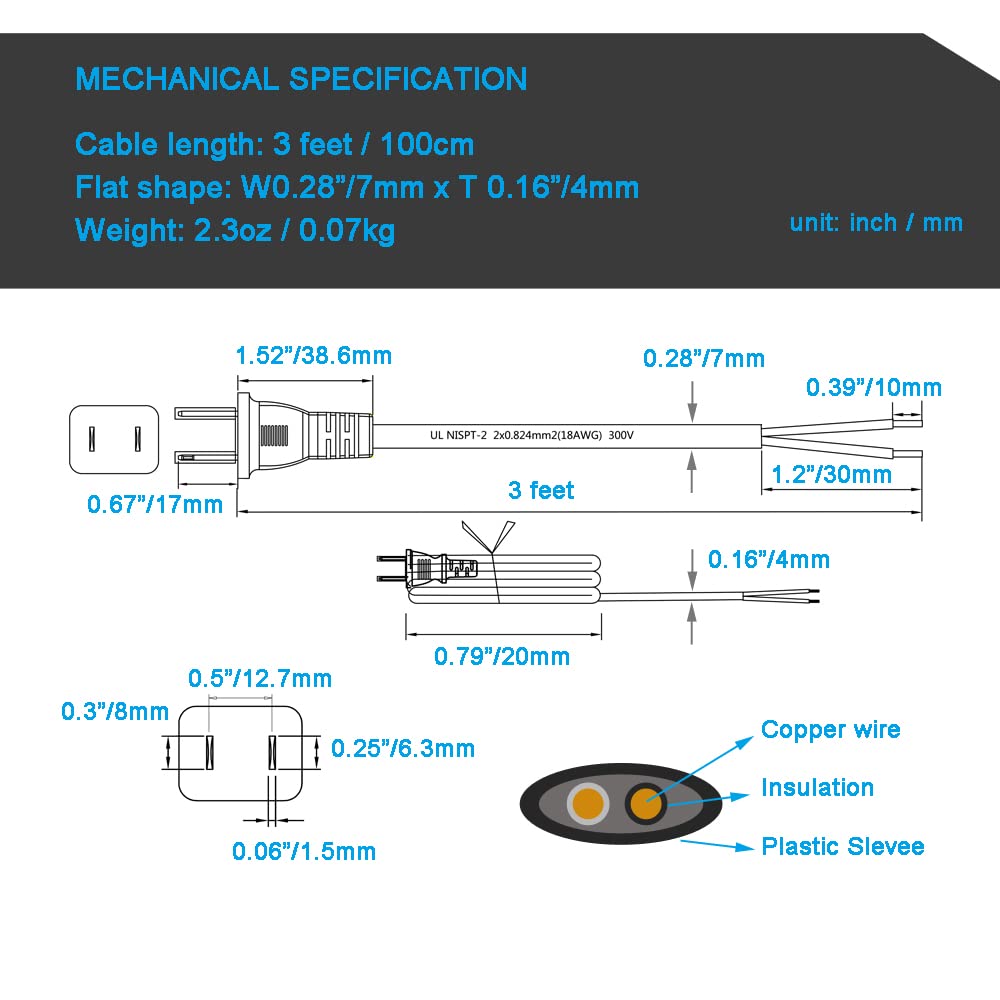 MECHANICAL SPECIFICATION
Cable length: 3 feet / 100cm
Flat shape: W0.28”/7mm x T 0.16”/4mm
Weight: 2.3oz / 0.07kg
unit: inch / mm
1.52”/38.6mm
0.28”/7mm
0.39”/10mm
UL NISPT-2 2x0.824mm2(18AWG) 300V
0.67”/17mm
3 feet
1.2”/30mm
0.16”/4mm
0.79”/20mm
0.5”/12.7mm
0.3”/8mm
0.25”/6.3mm
0.06”/1.5mm
Copper wire
Insulation
Plastic Slevee